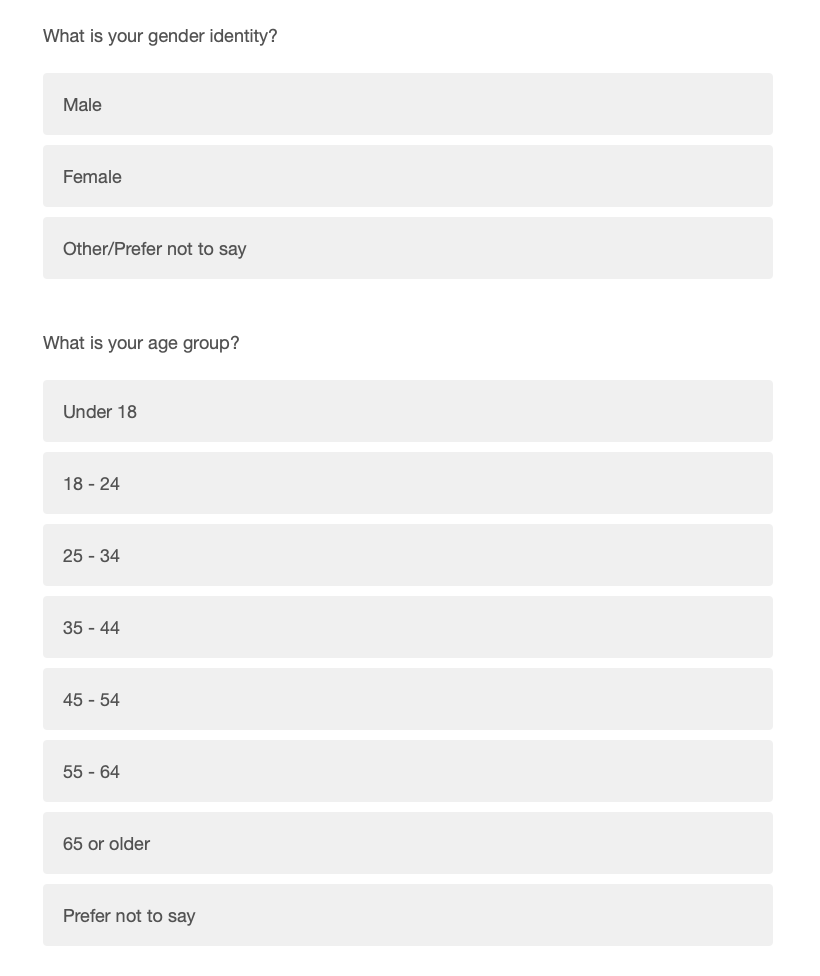 What is your gender identity?
Male
Female
Other/Prefer not to say
What is your age group?
Under 18
18 - 24
25 - 34
35 - 44
45 - 54
55 - 64
65 or older
Prefer not to say